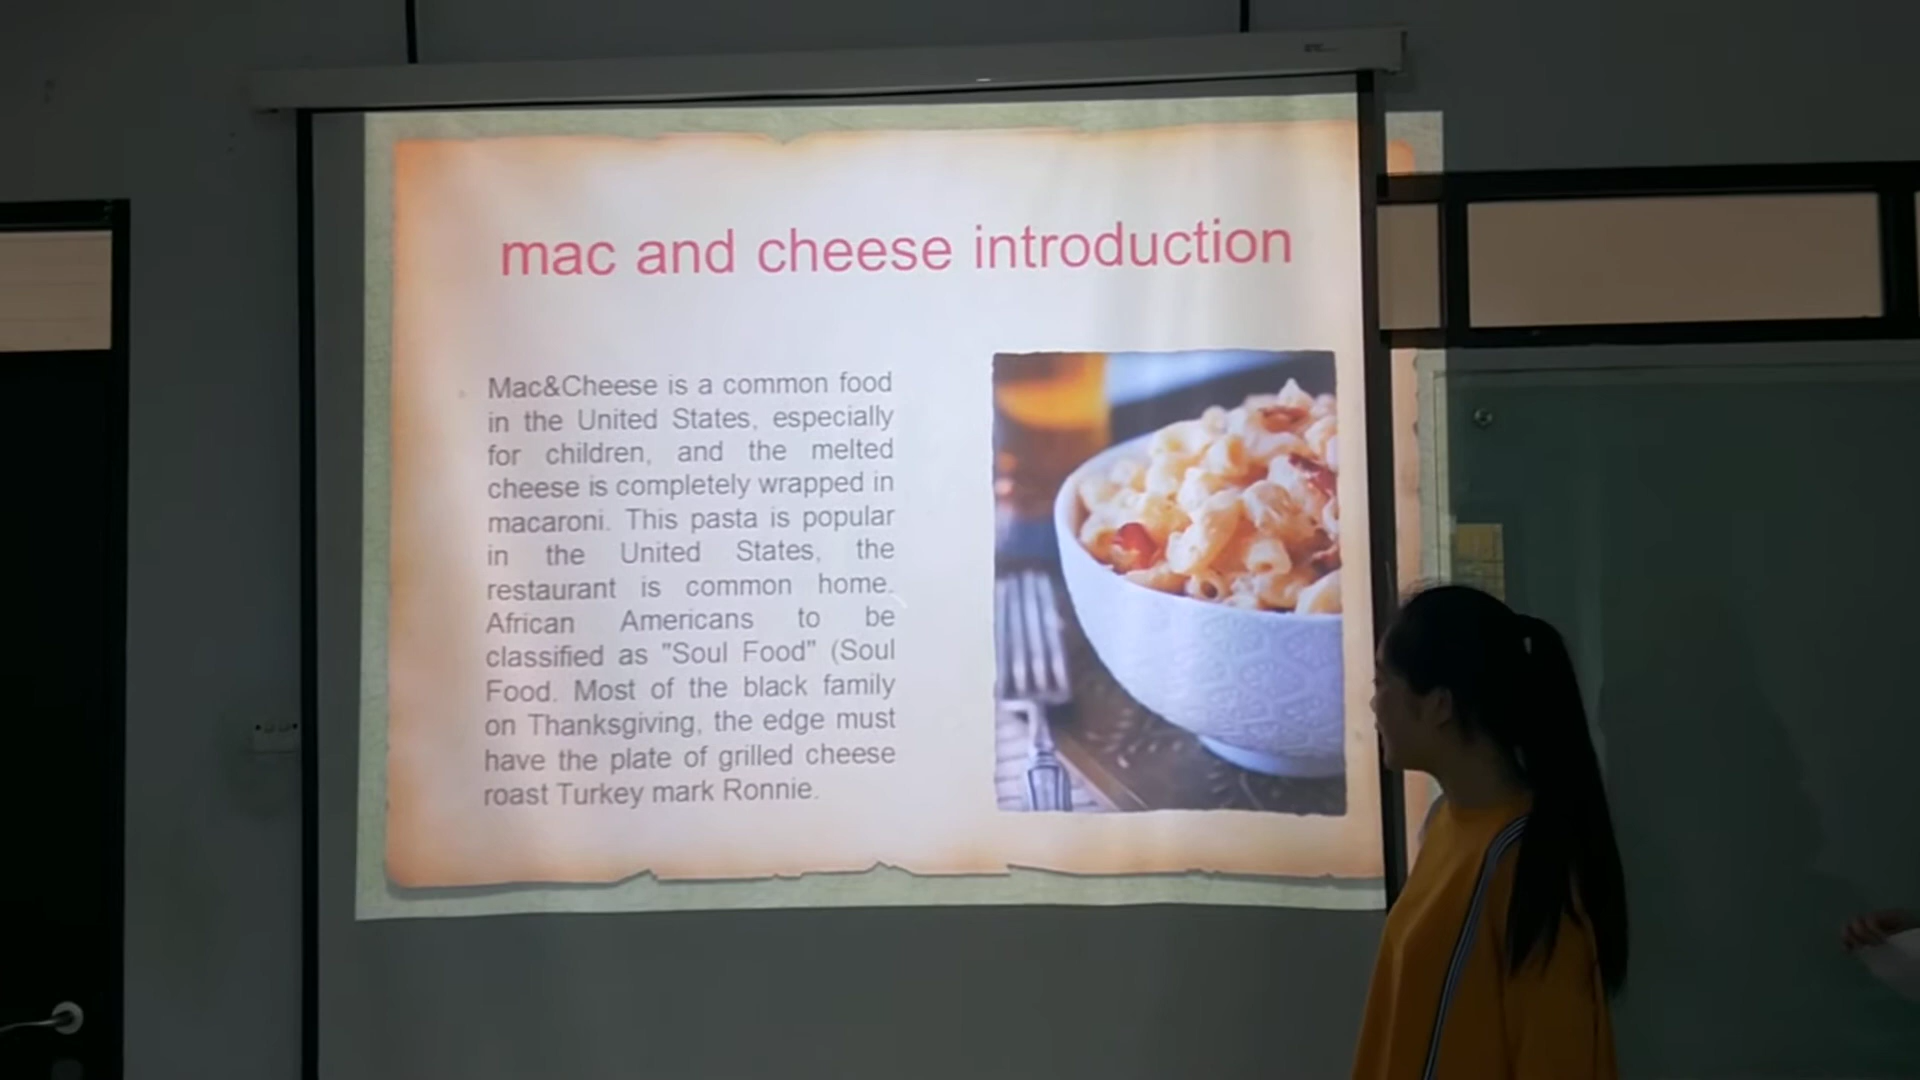 mac and cheese introduction
Mac&Cheese is a common food
in the United States, especially
for children, and the melted
cheese is completely wrapped in
macaroni. This pasta is popular
in the United States, the
restaurant is common home.
African Americans to be
classified as "Soul Food" (Soul
Food. Most of the black family
on Thanksgiving, the edge must
have the plate of grilled cheese
roast Turkey mark Ronnie.